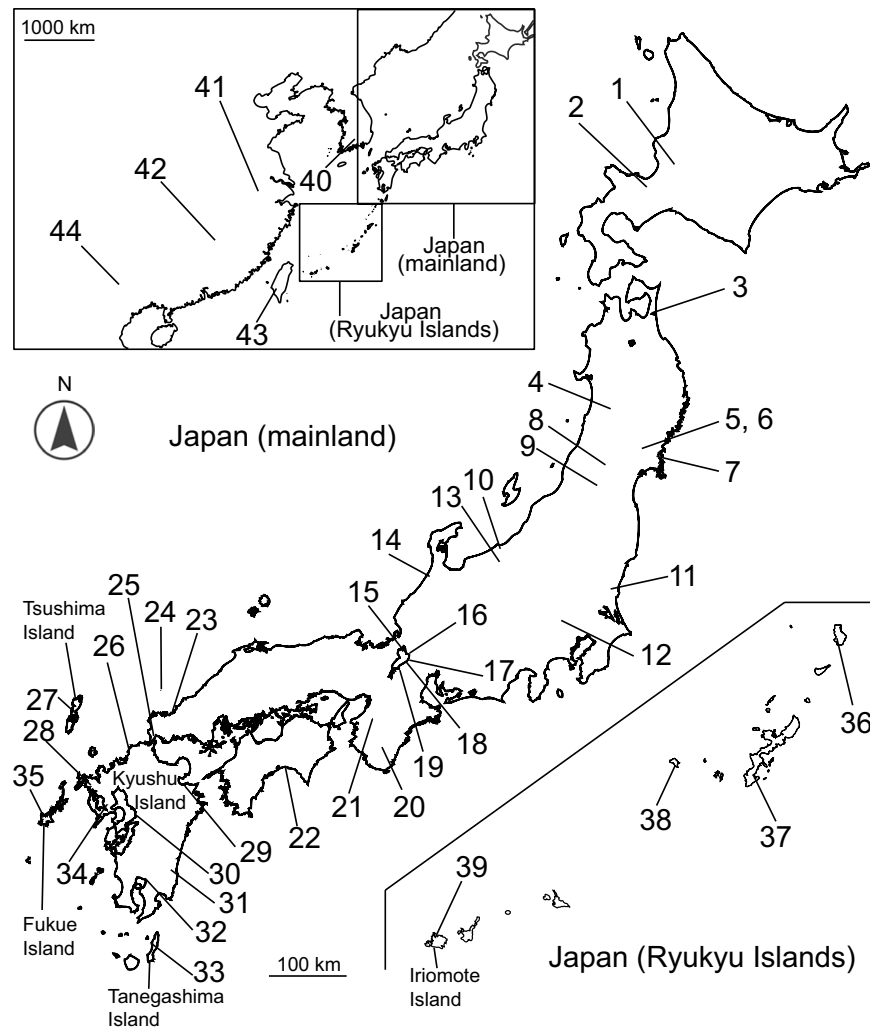 1000 km
41
42
40
44
43
Japan
(mainland)
Japan
(Ryukyu Islands)
1
2
3
N
Japan (mainland)
4
8
5, 6
9
7
10
13
14
11
15
16
12
17
25
24
23
Tsushima
Island
26
27
28
18
19
35
Kyushu
Island
20
21
22
36
38
37
29
34
30
31
39
Fukue
Island
32
33
100 km
Iriomote
Island
Japan (Ryukyu Islands)
Tanegashima
Island